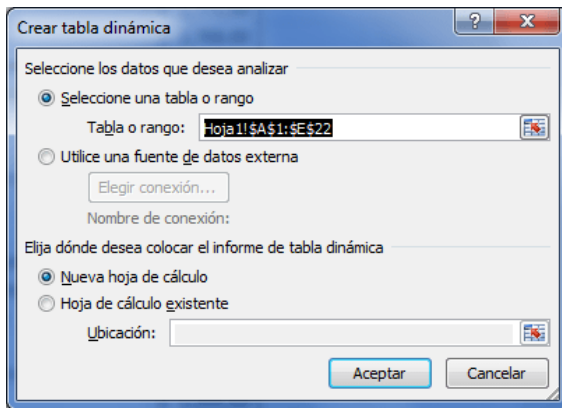 Crear tabla dinámica
Seleccione los datos que desea analizar
Seleccione una tabla o rango
Tabla o rango: Hoja1!$A$1:$E$22
Utilice una fuente de datos externa
Elegir conexión...
Nombre de conexión:
Elija dónde desea colocar el informe de tabla dinámica
Nueva hoja de cálculo
Hoja de cálculo existente
Ubicación:
Aceptar Cancelar